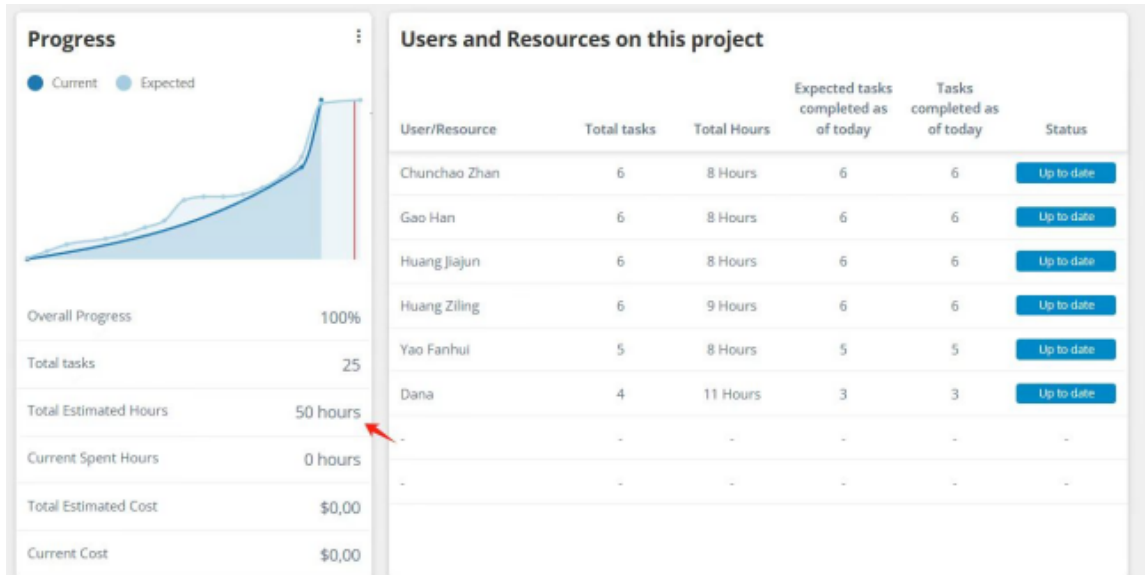 Progress
Current Expected
Overall Progress 100%
Total tasks 25
Total Estimated Hours 50 hours
Current Spent Hours 0 hours
Total Estimated Cost $0,00
Current Cost $0,00
Users and Resources on this project
User/Resource Total tasks Total Hours Expected tasks completed as of today Tasks completed as of today Status
Chunchao Zhan 6 8 Hours 6 6 Up to date
Gao Han 6 8 Hours 6 6 Up to date
Huang Jiajun 6 8 Hours 6 6 Up to date
Huang Ziling 6 9 Hours 6 6 Up to date
Yao Fanhui 5 8 Hours 5 5 Up to date
Dana 4 11 Hours 3 3 Up to date
- - - - - -
- - - - - -